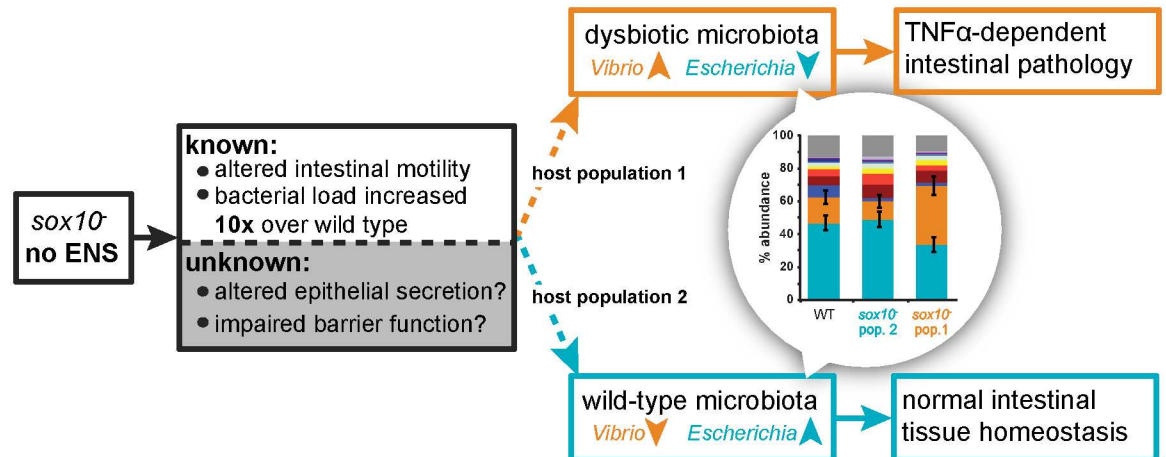 sox10-
no ENS
known:
• altered intestinal motility
• bacterial load increased
10x over wild type
unknown:
• altered epithelial secretion?
• impaired barrier function?
host population 1
host population 2
dysbiotic microbiota
Vibrio Escherichia
TNFα-dependent
intestinal pathology
% abundance
100
80
60
40
20
0
WT
sox10-
pop. 2
sox10-
pop.1
wild-type microbiota
Vibrio Escherichia
normal intestinal
tissue homeostasis